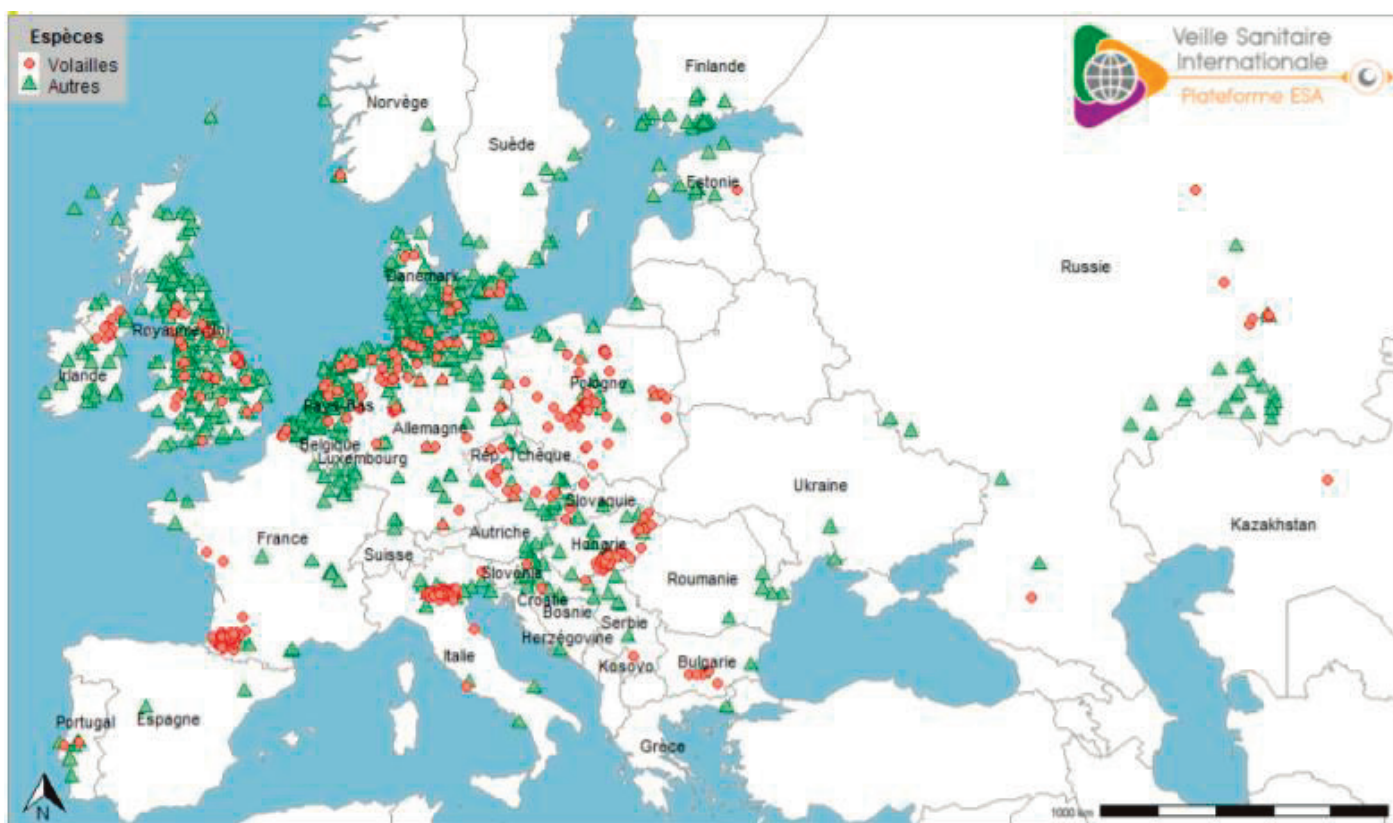 Espèces
Volailles
Autres
Veille Sanitaire
Internationale
Plateforme ESA
Finlande
Norvège
Suède
Estonie
Russie
Danemark
Royaume-Uni
Irlande
Pologne
Pays-Bas
Allemagne
Belgique
Luxembourg
Rép. Tchèque
Ukraine
Slovaquie
Kazakhstan
France
Autriche
Suisse
Hongrie
Slovénie
Roumanie
Croatie
Bosnie
Serbie
Herzégovine
Italie
Kosovo
Bulgarie
Portugal
Espagne
Grèce
N
1000 km